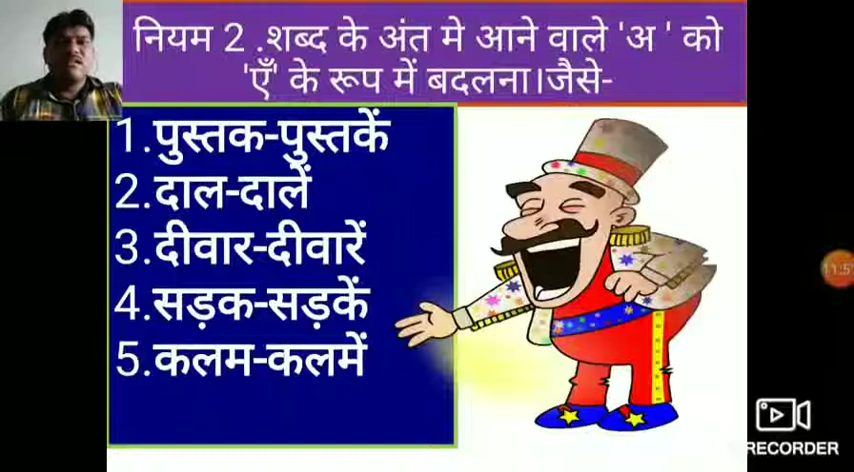 नियम 2 .शब्द के अंत मे आने वाले 'अ ' को
'एँ' के रूप में बदलना।जैसे-
1.पुस्तक-पुस्तकें
2.दाल-दालें
3.दीवार-दीवारें
4.सड़क-सड़कें
5.कलम-कलमें
RECORDER